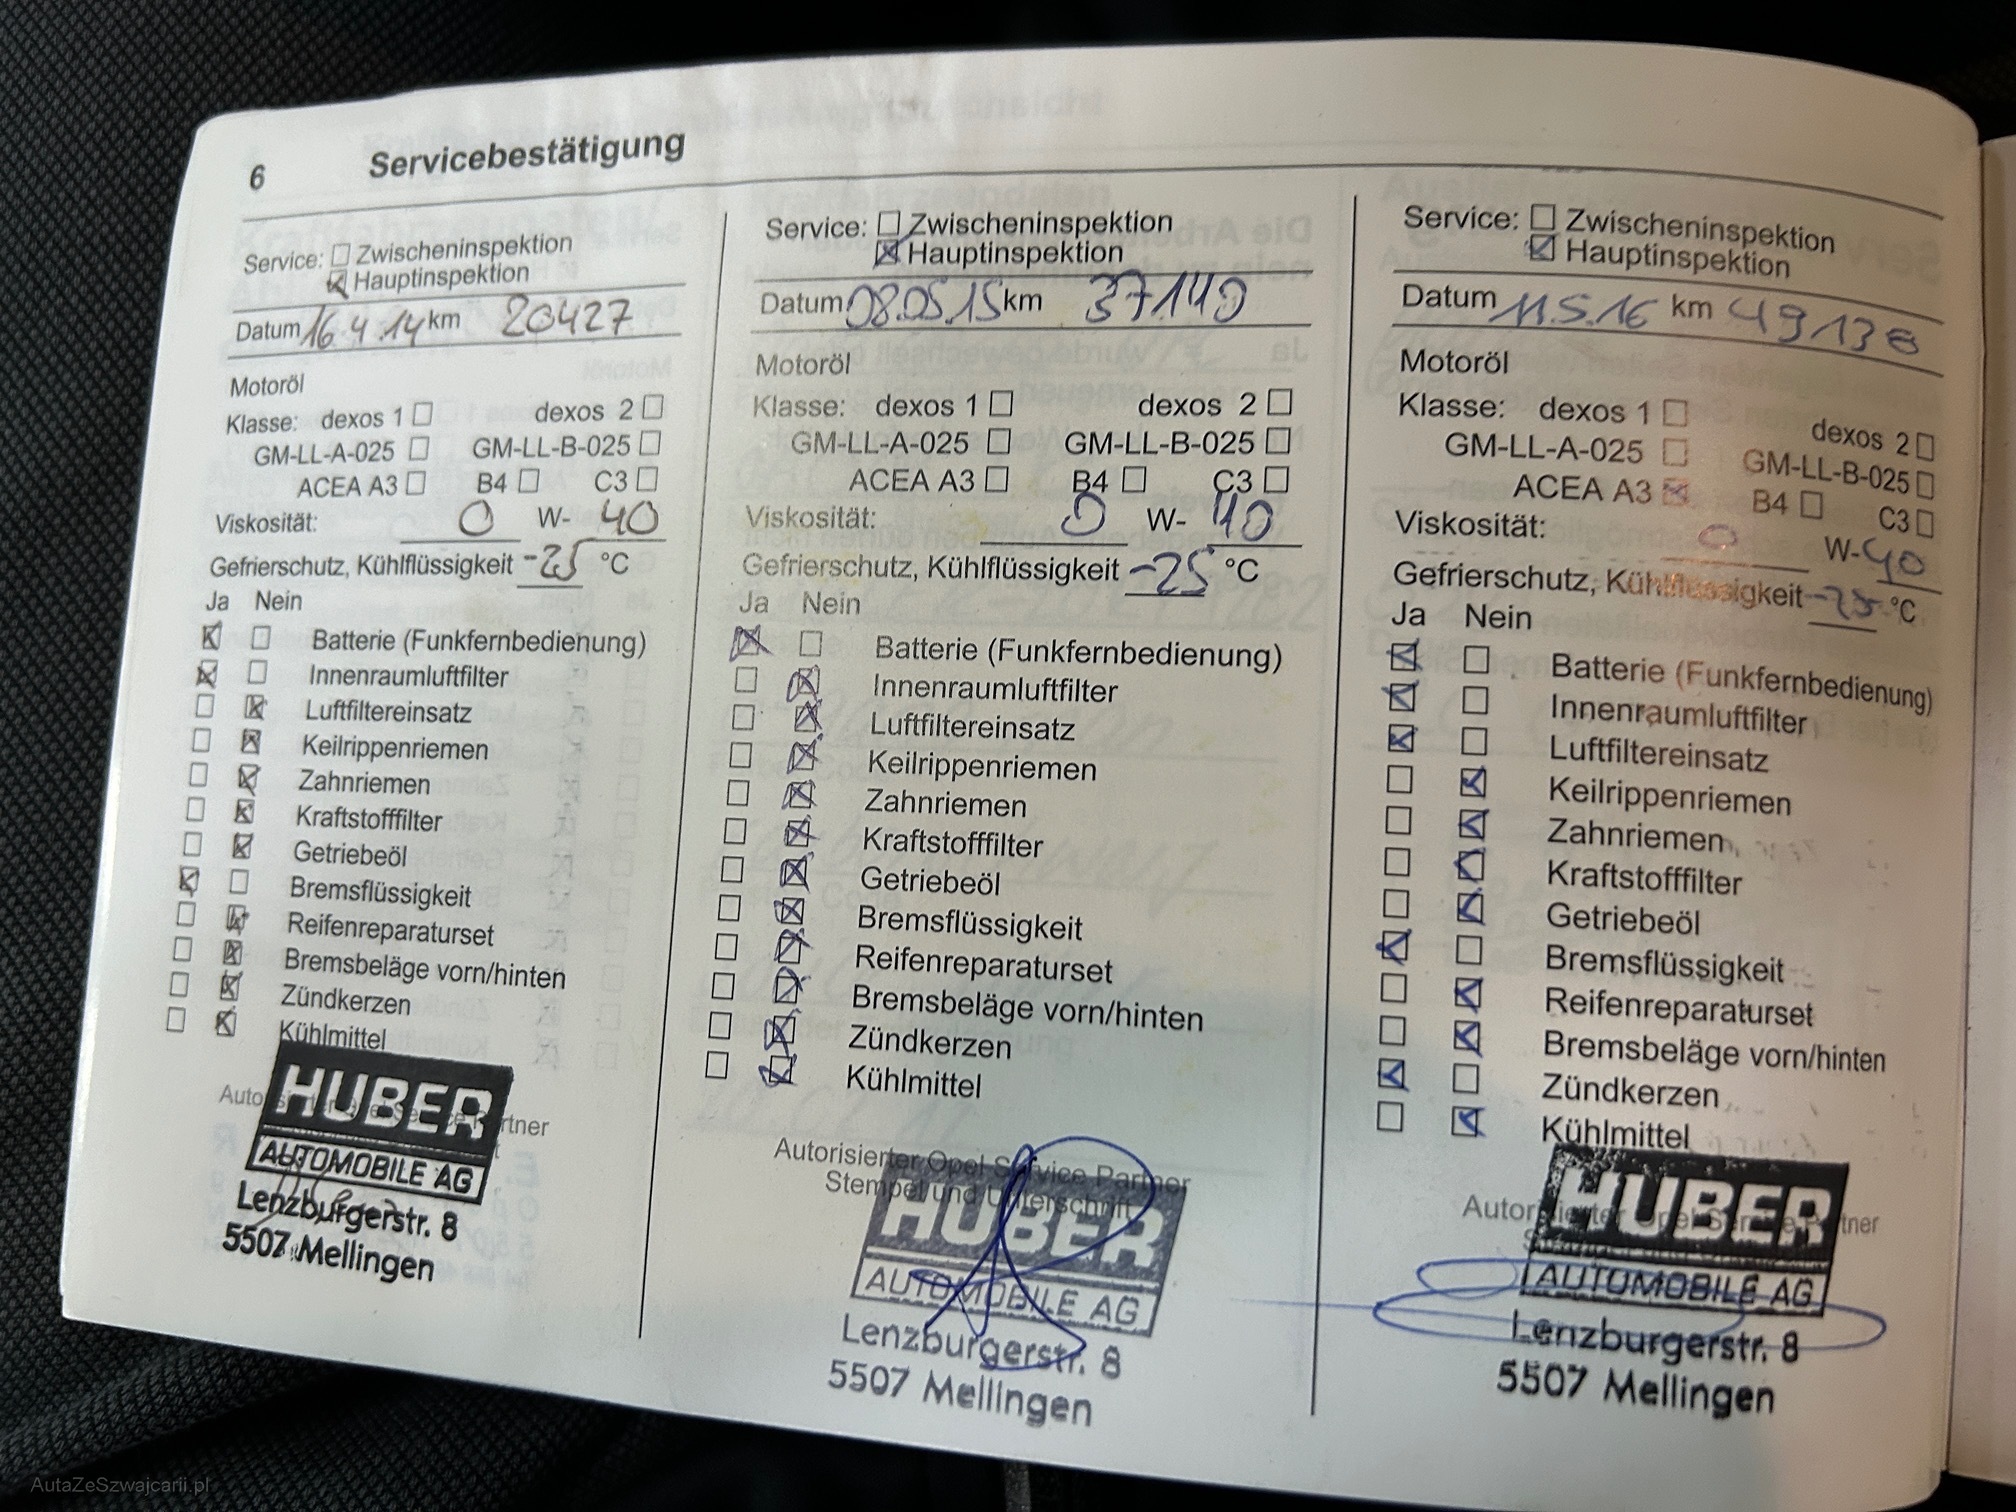 6 Servicebestätigung
Service: Zwischeninspektion
Hauptinspektion
Datum 16.4.14 km 20427
Motoröl
Klasse: dexos 1 dexos 2
GM-LL-A-025 GM-LL-B-025
ACEA A3 B4 C3
Viskosität: 0 W- 40
Gefrierschutz, Kühlflüssigkeit -25 °C
Ja Nein
Batterie (Funkfernbedienung)
Innenraumluftfilter
Luftfiltereinsatz
Keilrippenriemen
Zahnriemen
Kraftstofffilter
Getriebeöl
Bremsflüssigkeit
Reifenreparaturset
Bremsbeläge vorn/hinten
Zündkerzen
Kühlmittel
HUBER
AUTOMOBILE AG
Lenzburgerstr. 8
5507 Mellingen
Service: Zwischeninspektion
Hauptinspektion
Datum 08.05.15 km 37140
Motoröl
Klasse: dexos 1 dexos 2
GM-LL-A-025 GM-LL-B-025
ACEA A3 B4 C3
Viskosität: 0 W- 40
Gefrierschutz, Kühlflüssigkeit -25 °C
Ja Nein
Batterie (Funkfernbedienung)
Innenraumluftfilter
Luftfiltereinsatz
Keilrippenriemen
Zahnriemen
Kraftstofffilter
Getriebeöl
Bremsflüssigkeit
Reifenreparaturset
Bremsbeläge vorn/hinten
Zündkerzen
Kühlmittel
Autorisierter Opel Service Partner
Stempel und Unterschrift
HUBER
AUTOMOBILE AG
Lenzburgerstr. 8
5507 Mellingen
Service: Zwischeninspektion
Hauptinspektion
Datum 11.5.16 km 49138
Motoröl
Klasse: dexos 1 dexos 2
GM-LL-A-025 GM-LL-B-025
ACEA A3 B4 C3
Viskosität: 0 W- 40
Gefrierschutz, Kühlflüssigkeit -25 °C
Ja Nein
Batterie (Funkfernbedienung)
Innenraumluftfilter
Luftfiltereinsatz
Keilrippenriemen
Zahnriemen
Kraftstofffilter
Getriebeöl
Bremsflüssigkeit
Reifenreparaturset
Bremsbeläge vorn/hinten
Zündkerzen
Kühlmittel
Autorisierter Opel Service Partner
HUBER
AUTOMOBILE AG
Lenzburgerstr. 8
5507 Mellingen
AutaZeSzwajcarii.pl